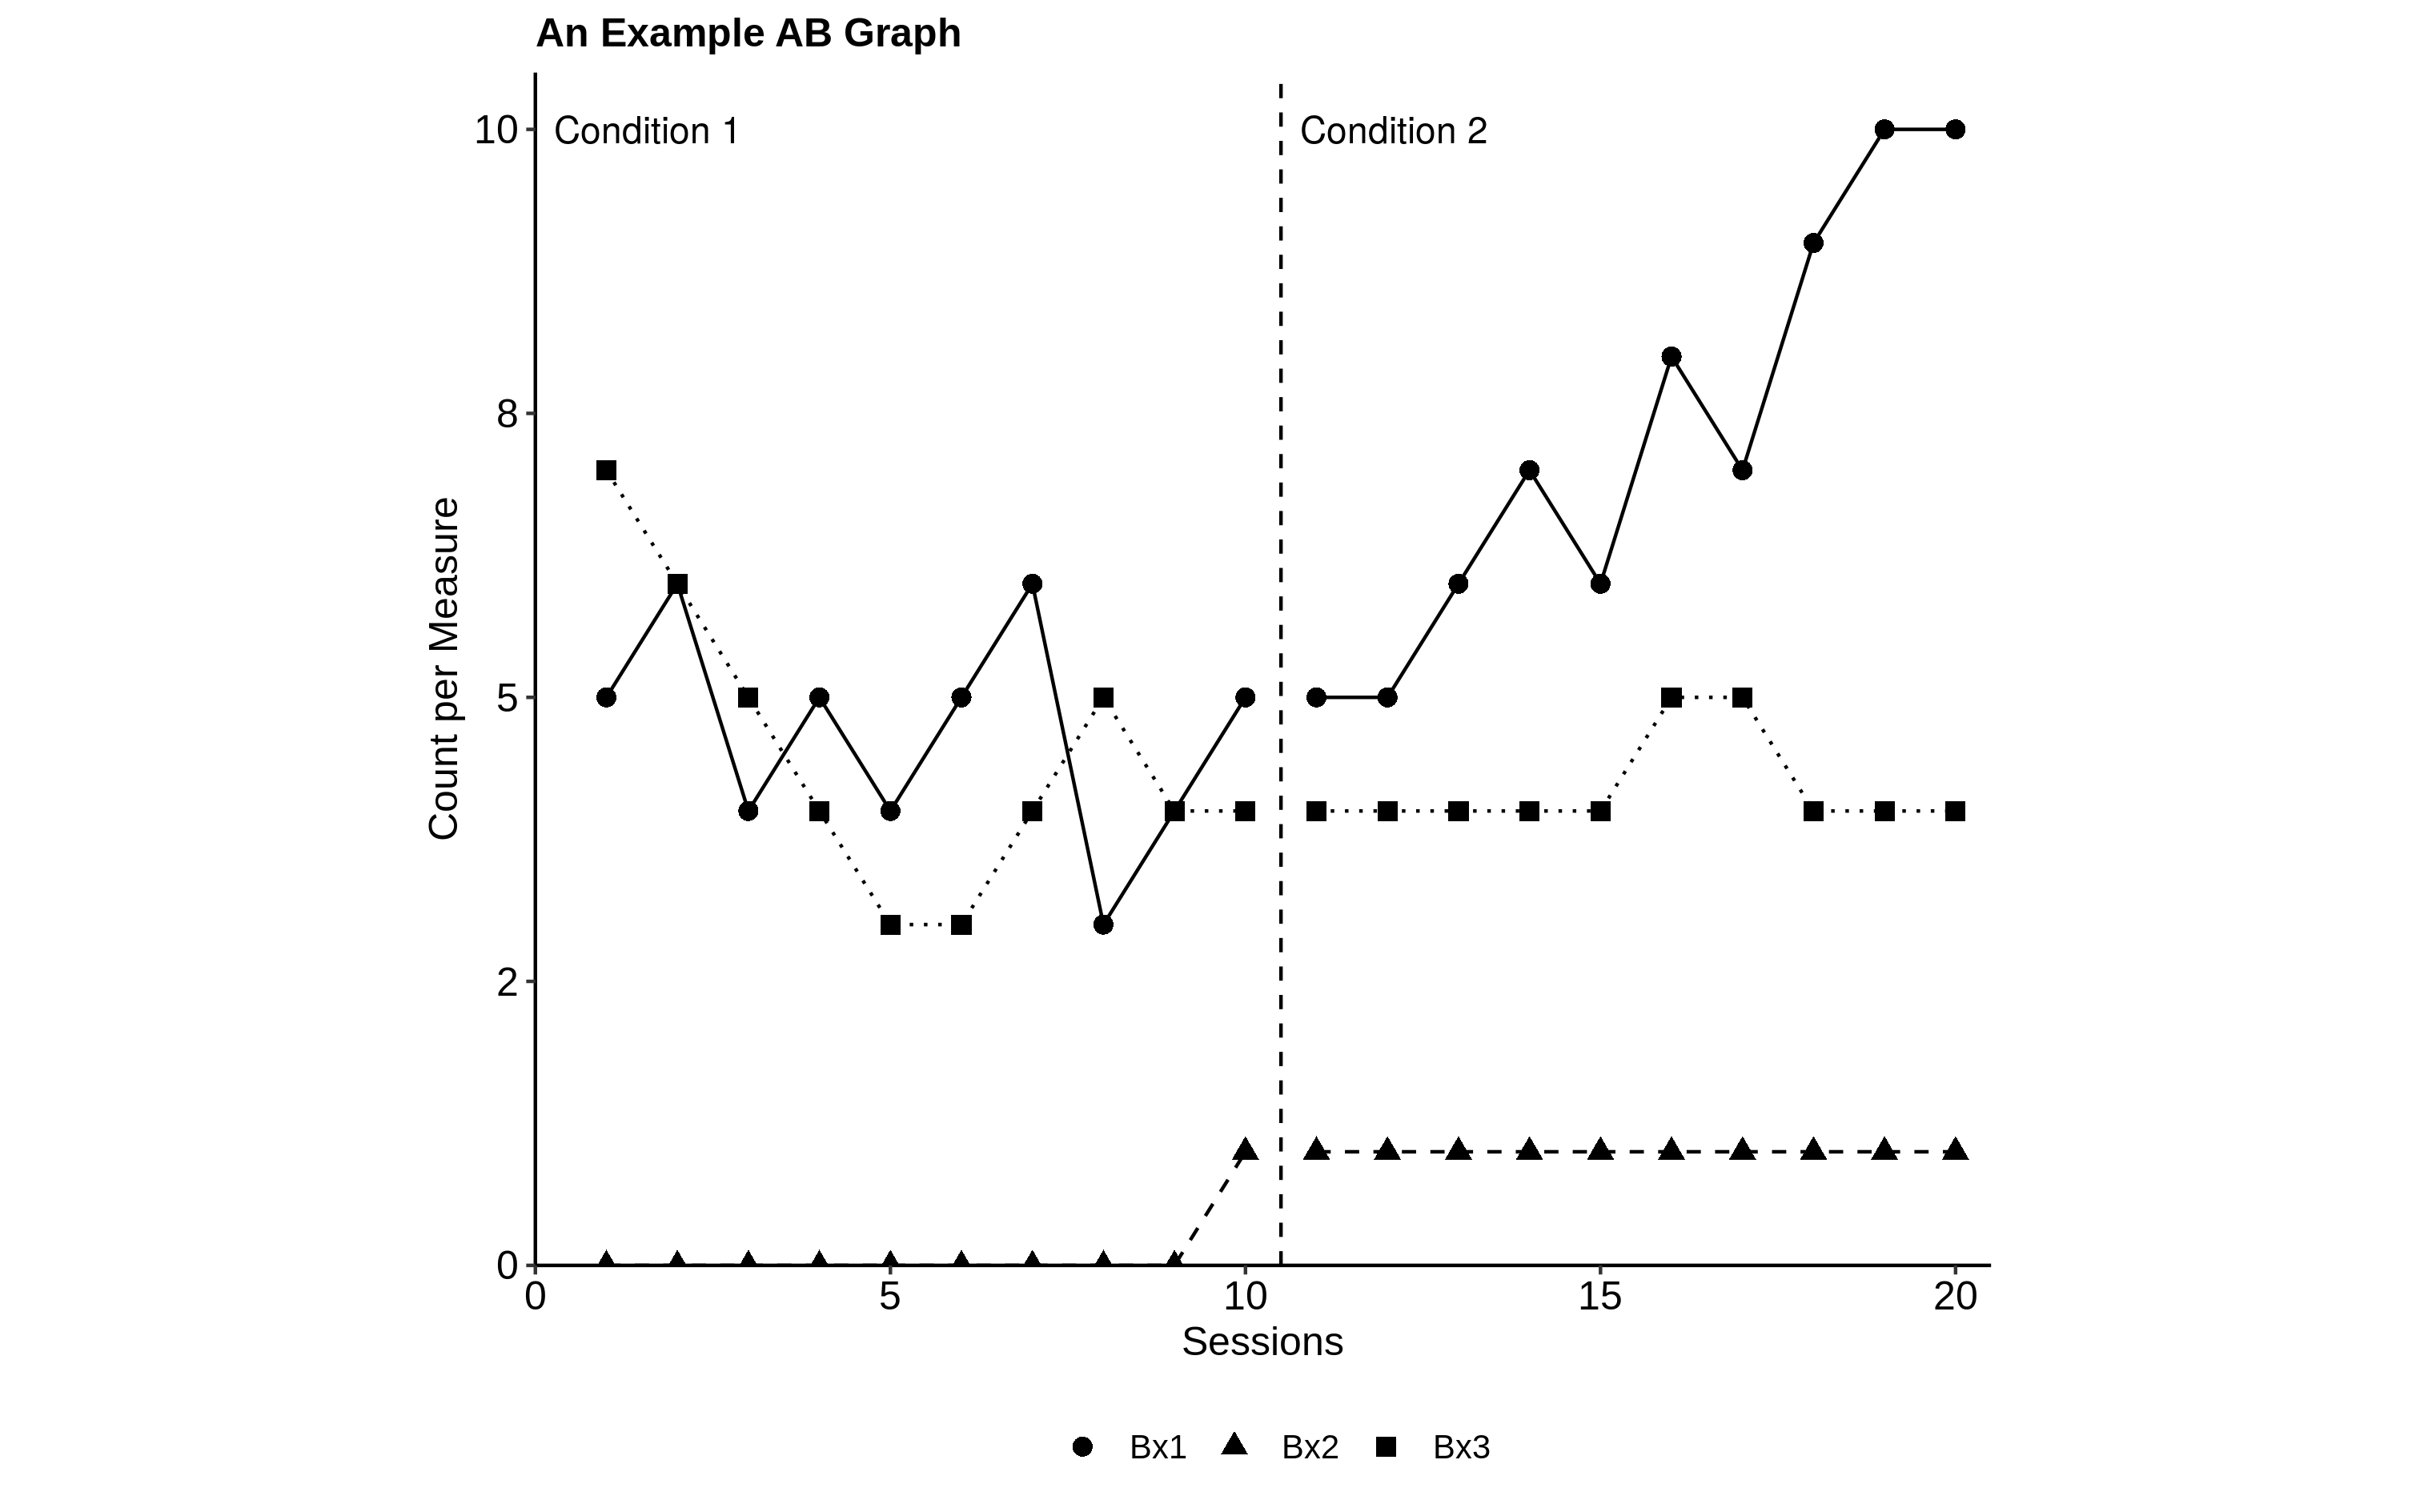 An Example AB Graph
Condition 1
Condition 2
10
8
5
2
0
Count per Measure
0 5 10 15 20
Sessions
Bx1 Bx2 Bx3